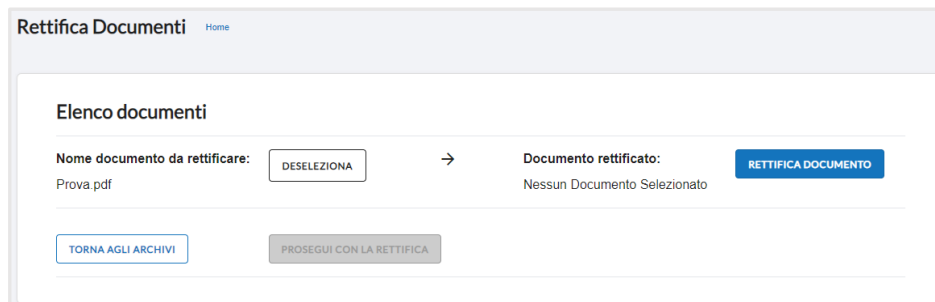 Rettifica Documenti Home
Elenco documenti
Nome documento da rettificare:
Prova.pdf
DESELEZIONA
→
Documento rettificato:
Nessun Documento Selezionato
RETTIFICA DOCUMENTO
TORNA AGLI ARCHIVI
PROSEGUI CON LA RETTIFICA